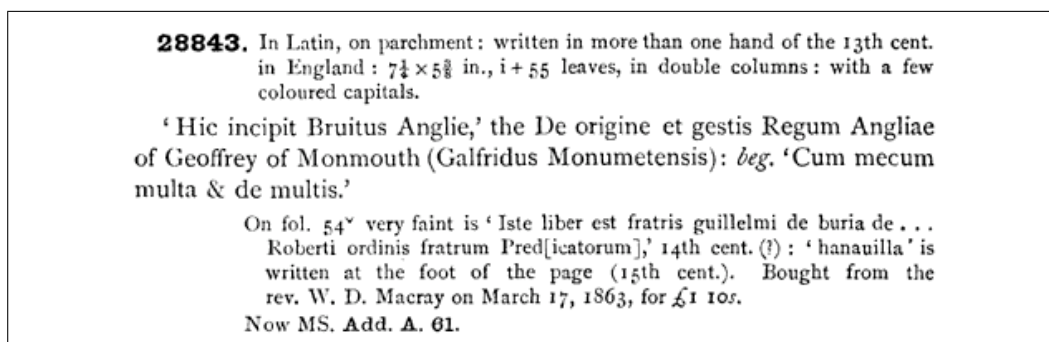 28843. In Latin, on parchment: written in more than one hand of the 13th cent.
in England: 7¼ × 5⅜ in., i + 55 leaves, in double columns: with a few
coloured capitals.
‘Hic incipit Bruitus Anglie,’ the De origine et gestis Regum Angliae
of Geoffrey of Monmouth (Galfridus Monumetensis): beg. ‘Cum mecum
multa & de multis.’
On fol. 54ᵛ very faint is ‘Iste liber est fratris guillelmi de buria de ...
Roberti ordinis fratrum Pred[icatorum],’ 14th cent. (?): ‘hanauilla’ is
written at the foot of the page (15th cent.). Bought from the
rev. W. D. Macray on March 17, 1863, for £1 10s.
Now MS. Add. A. 61.